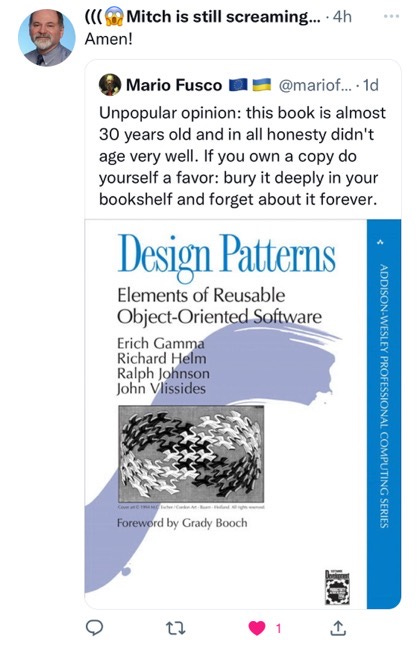 (((😱 Mitch is still screaming... · 4h
Amen!
Mario Fusco 🇪🇺 🇺🇦 @mariof... · 1d
Unpopular opinion: this book is almost
30 years old and in all honesty didn't
age very well. If you own a copy do
yourself a favor: bury it deeply in your
bookshelf and forget about it forever.
Design Patterns
Elements of Reusable
Object-Oriented Software
Erich Gamma
Richard Helm
Ralph Johnson
John Vlissides
Foreword by Grady Booch
ADDISON-WESLEY PROFESSIONAL COMPUTING SERIES
1